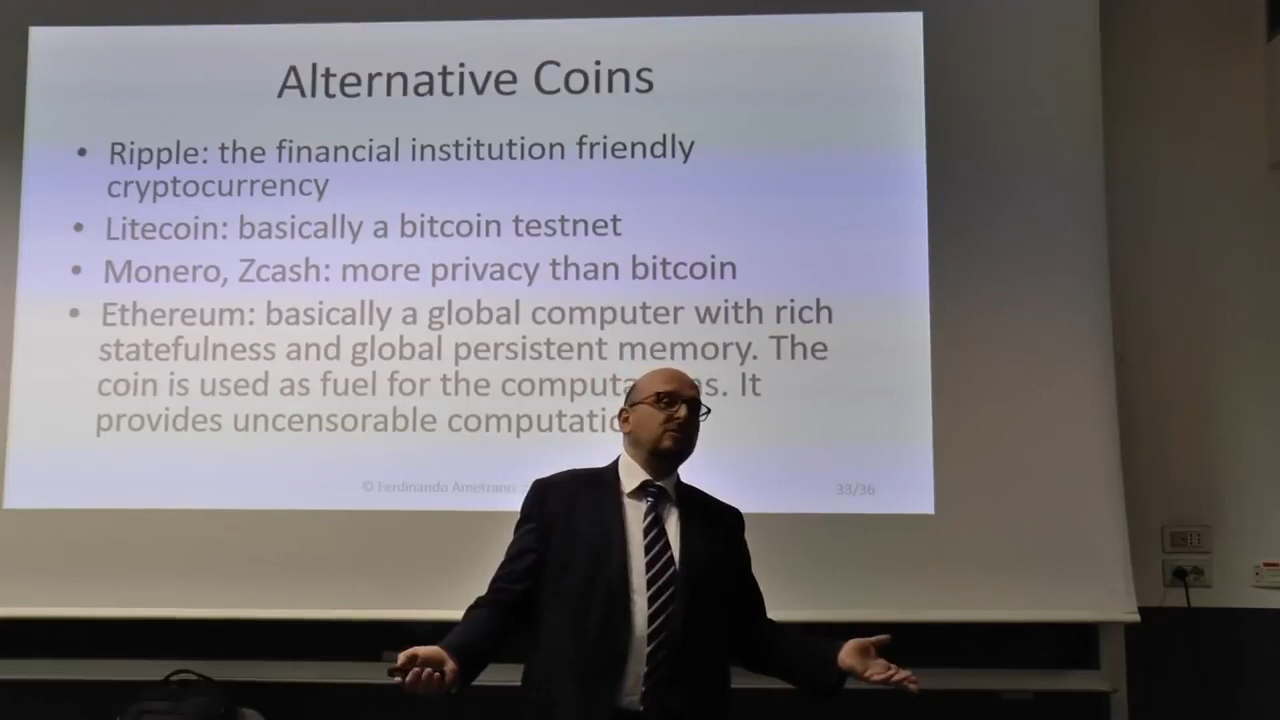 Alternative Coins
• Ripple: the financial institution friendly
cryptocurrency
• Litecoin: basically a bitcoin testnet
• Monero, Zcash: more privacy than bitcoin
• Ethereum: basically a global computer with rich
statefulness and global persistent memory. The
coin is used as fuel for the It
provides uncensorable
© Ferdinando Ametrano
33/36